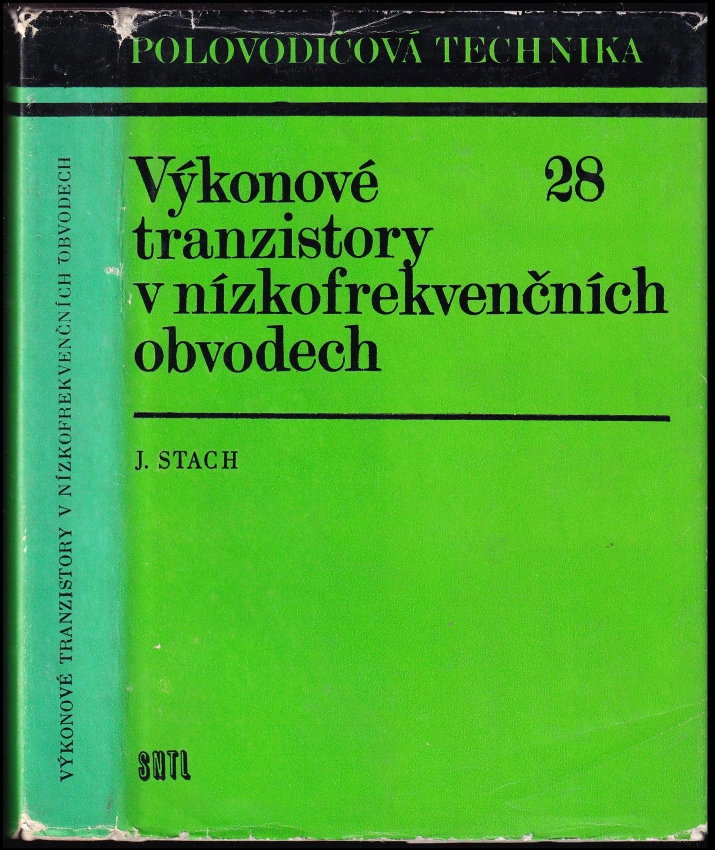 POLOVODIČOVÁ TECHNIKA
Výkonové 28
tranzistory
v nízkofrekvenčních
obvodech
J. STACH
SNTL
VÝKONOVÉ TRANZISTORY V NÍZKOFREKVENČNÍCH OBVODECH